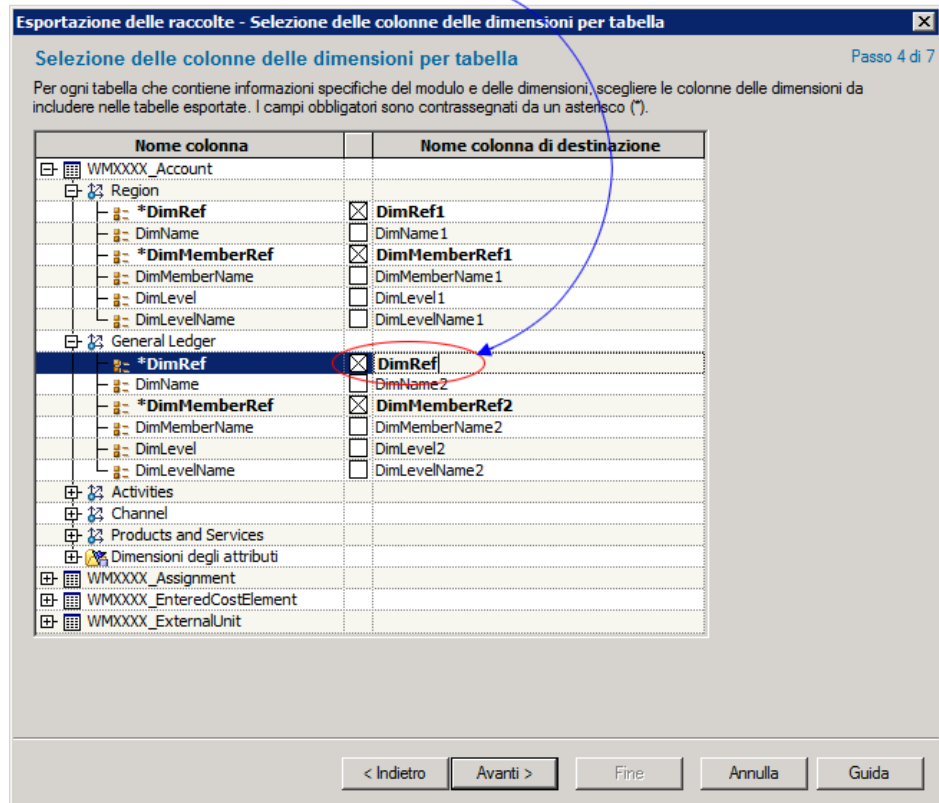 Esportazione delle raccolte - Selezione delle colonne delle dimensioni per tabella
Selezione delle colonne delle dimensioni per tabella
Passo 4 di 7
Per ogni tabella che contiene informazioni specifiche del modulo e delle dimensioni, scegliere le colonne delle dimensioni da
includere nelle tabelle esportate. I campi obbligatori sono contrassegnati da un asterisco (*).
Nome colonna Nome colonna di destinazione
WMXXXX_Account
Region
*DimRef DimRef1
DimName DimName1
*DimMemberRef DimMemberRef1
DimMemberName DimMemberName1
DimLevel DimLevel1
DimLevelName DimLevelName1
General Ledger
*DimRef DimRef
DimName DimName2
*DimMemberRef DimMemberRef2
DimMemberName DimMemberName2
DimLevel DimLevel2
DimLevelName DimLevelName2
Activities
Channel
Products and Services
Dimensioni degli attributi
WMXXXX_Assignment
WMXXXX_EnteredCostElement
WMXXXX_ExternalUnit
< Indietro Avanti > Fine Annulla Guida